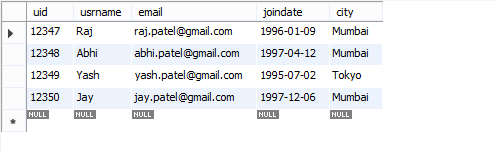 uid usrname email joindate city
12347 Raj raj.patel@gmail.com 1996-01-09 Mumbai
12348 Abhi abhi.patel@gmail.com 1997-04-12 Mumbai
12349 Yash yash.patel@gmail.com 1995-07-02 Tokyo
12350 Jay jay.patel@gmail.com 1997-12-06 Mumbai
NULL NULL NULL NULL NULL